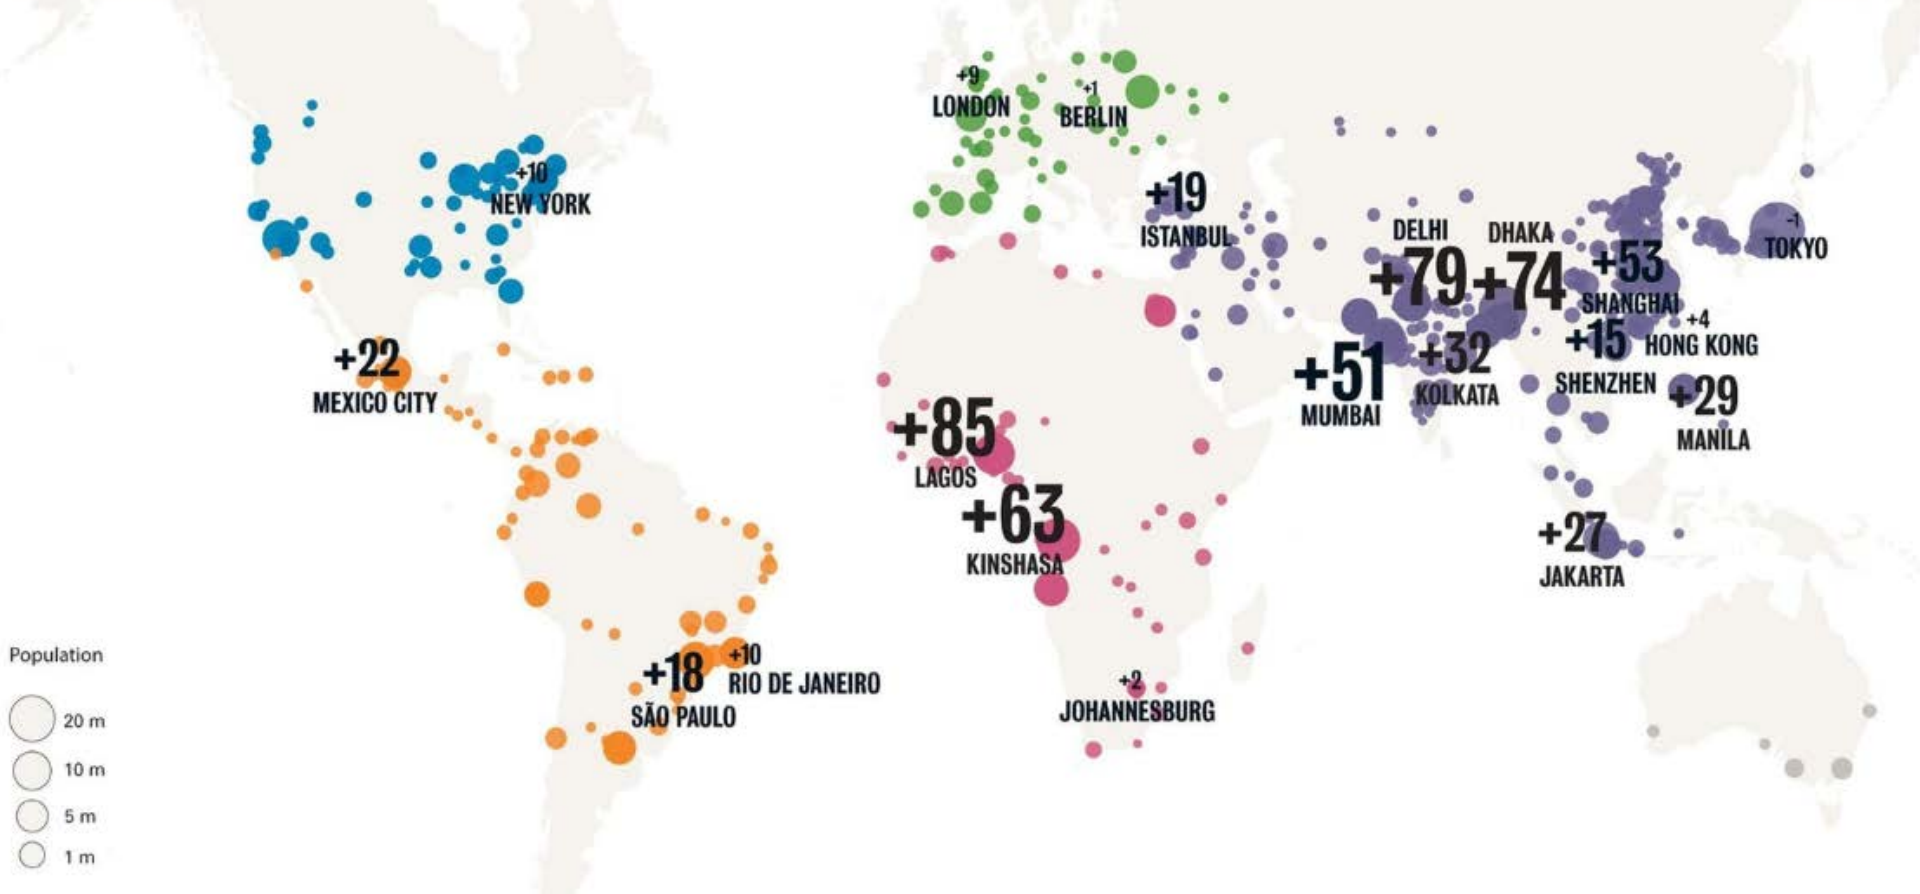 +9
LONDON
+1
BERLIN
+10
NEW YORK
+19
ISTANBUL
DELHI
+79
DHAKA
+74
+53
SHANGHAI
-1
TOKYO
+4
HONG KONG
+15
SHENZHEN
+32
KOLKATA
+51
MUMBAI
+22
MEXICO CITY
+29
MANILA
+85
LAGOS
+63
KINSHASA
+27
JAKARTA
+10
RIO DE JANEIRO
+18
SÃO PAULO
+2
JOHANNESBURG
Population
20 m
10 m
5 m
1 m